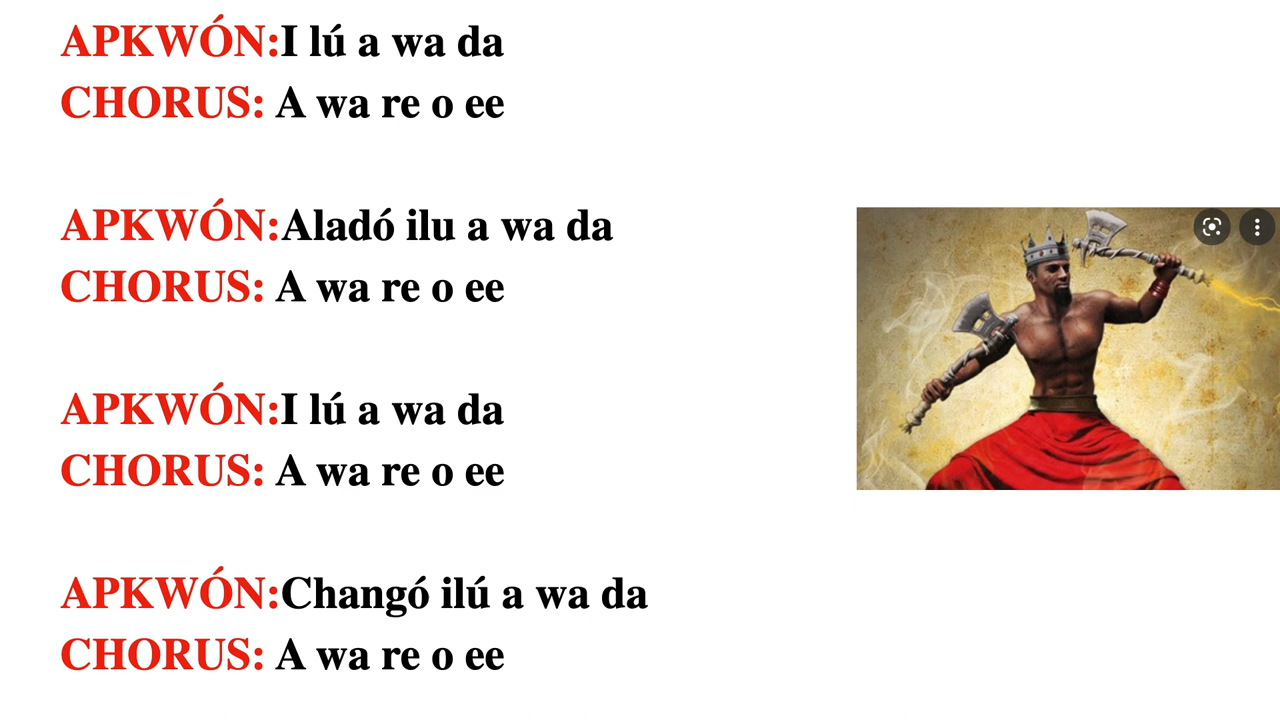 APKWÓN:I lú a wa da
CHORUS: A wa re o ee
APKWÓN:Aladó ilu a wa da
CHORUS: A wa re o ee
APKWÓN:I lú a wa da
CHORUS: A wa re o ee
APKWÓN:Changó ilú a wa da
CHORUS: A wa re o ee